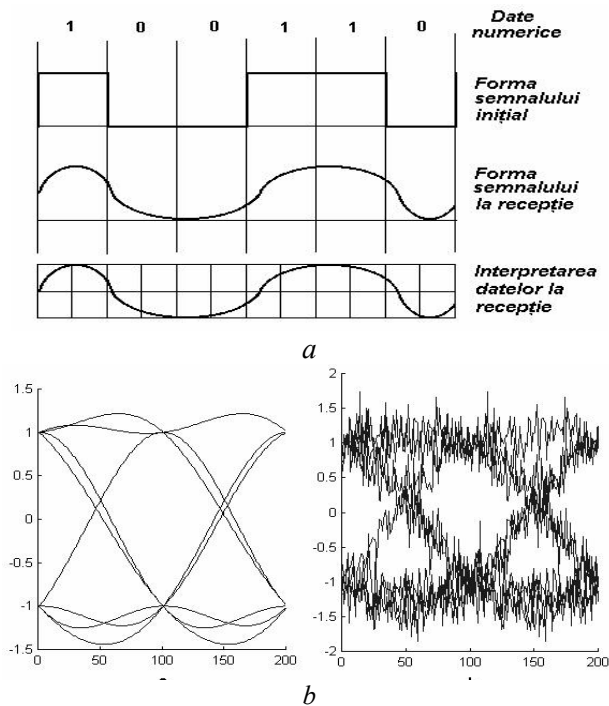 Date
numerice
1 0 0 1 1 0
Forma
semnalului
inițial
Forma
semnalului
la recepție
Interpretarea
datelor la
recepție
a
1.5
1
0.5
0
-0.5
-1
-1.5
0 50 100 150 200
2
1.5
1
0.5
0
-0.5
-1
-1.5
-2
0 50 100 150 200
b